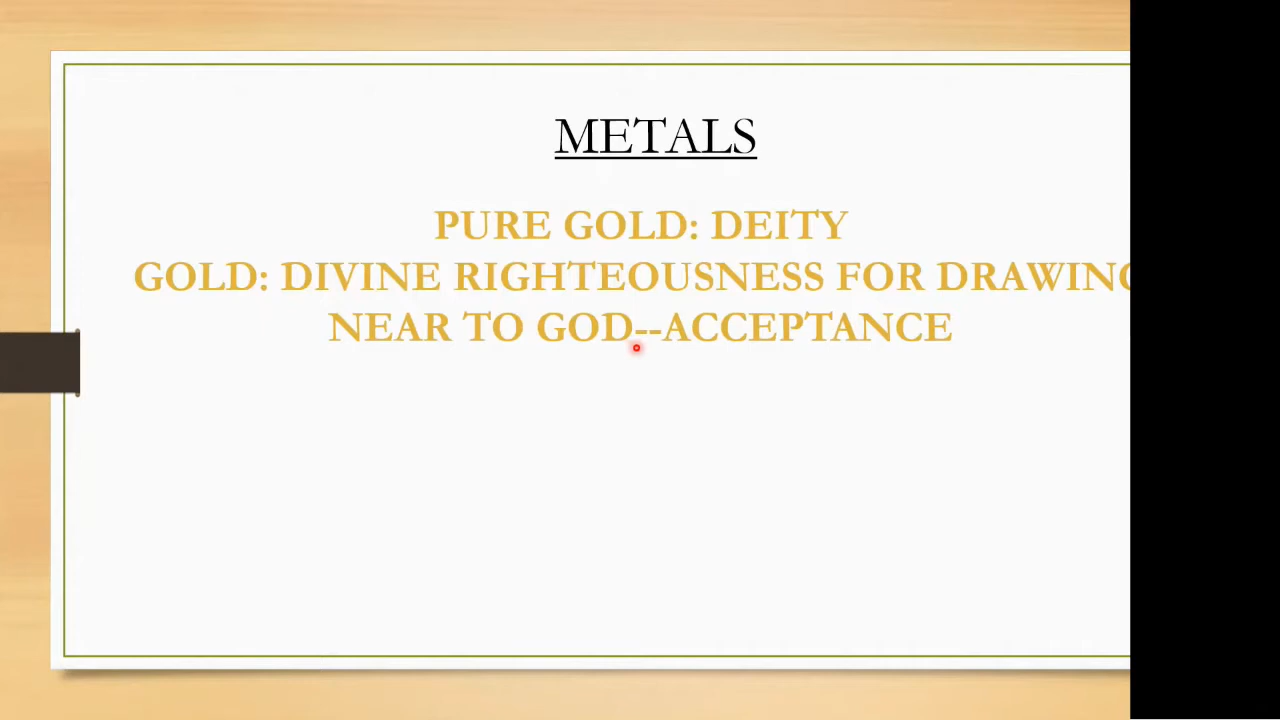 METALS
PURE GOLD: DEITY
GOLD: DIVINE RIGHTEOUSNESS FOR DRAWING
NEAR TO GOD--ACCEPTANCE